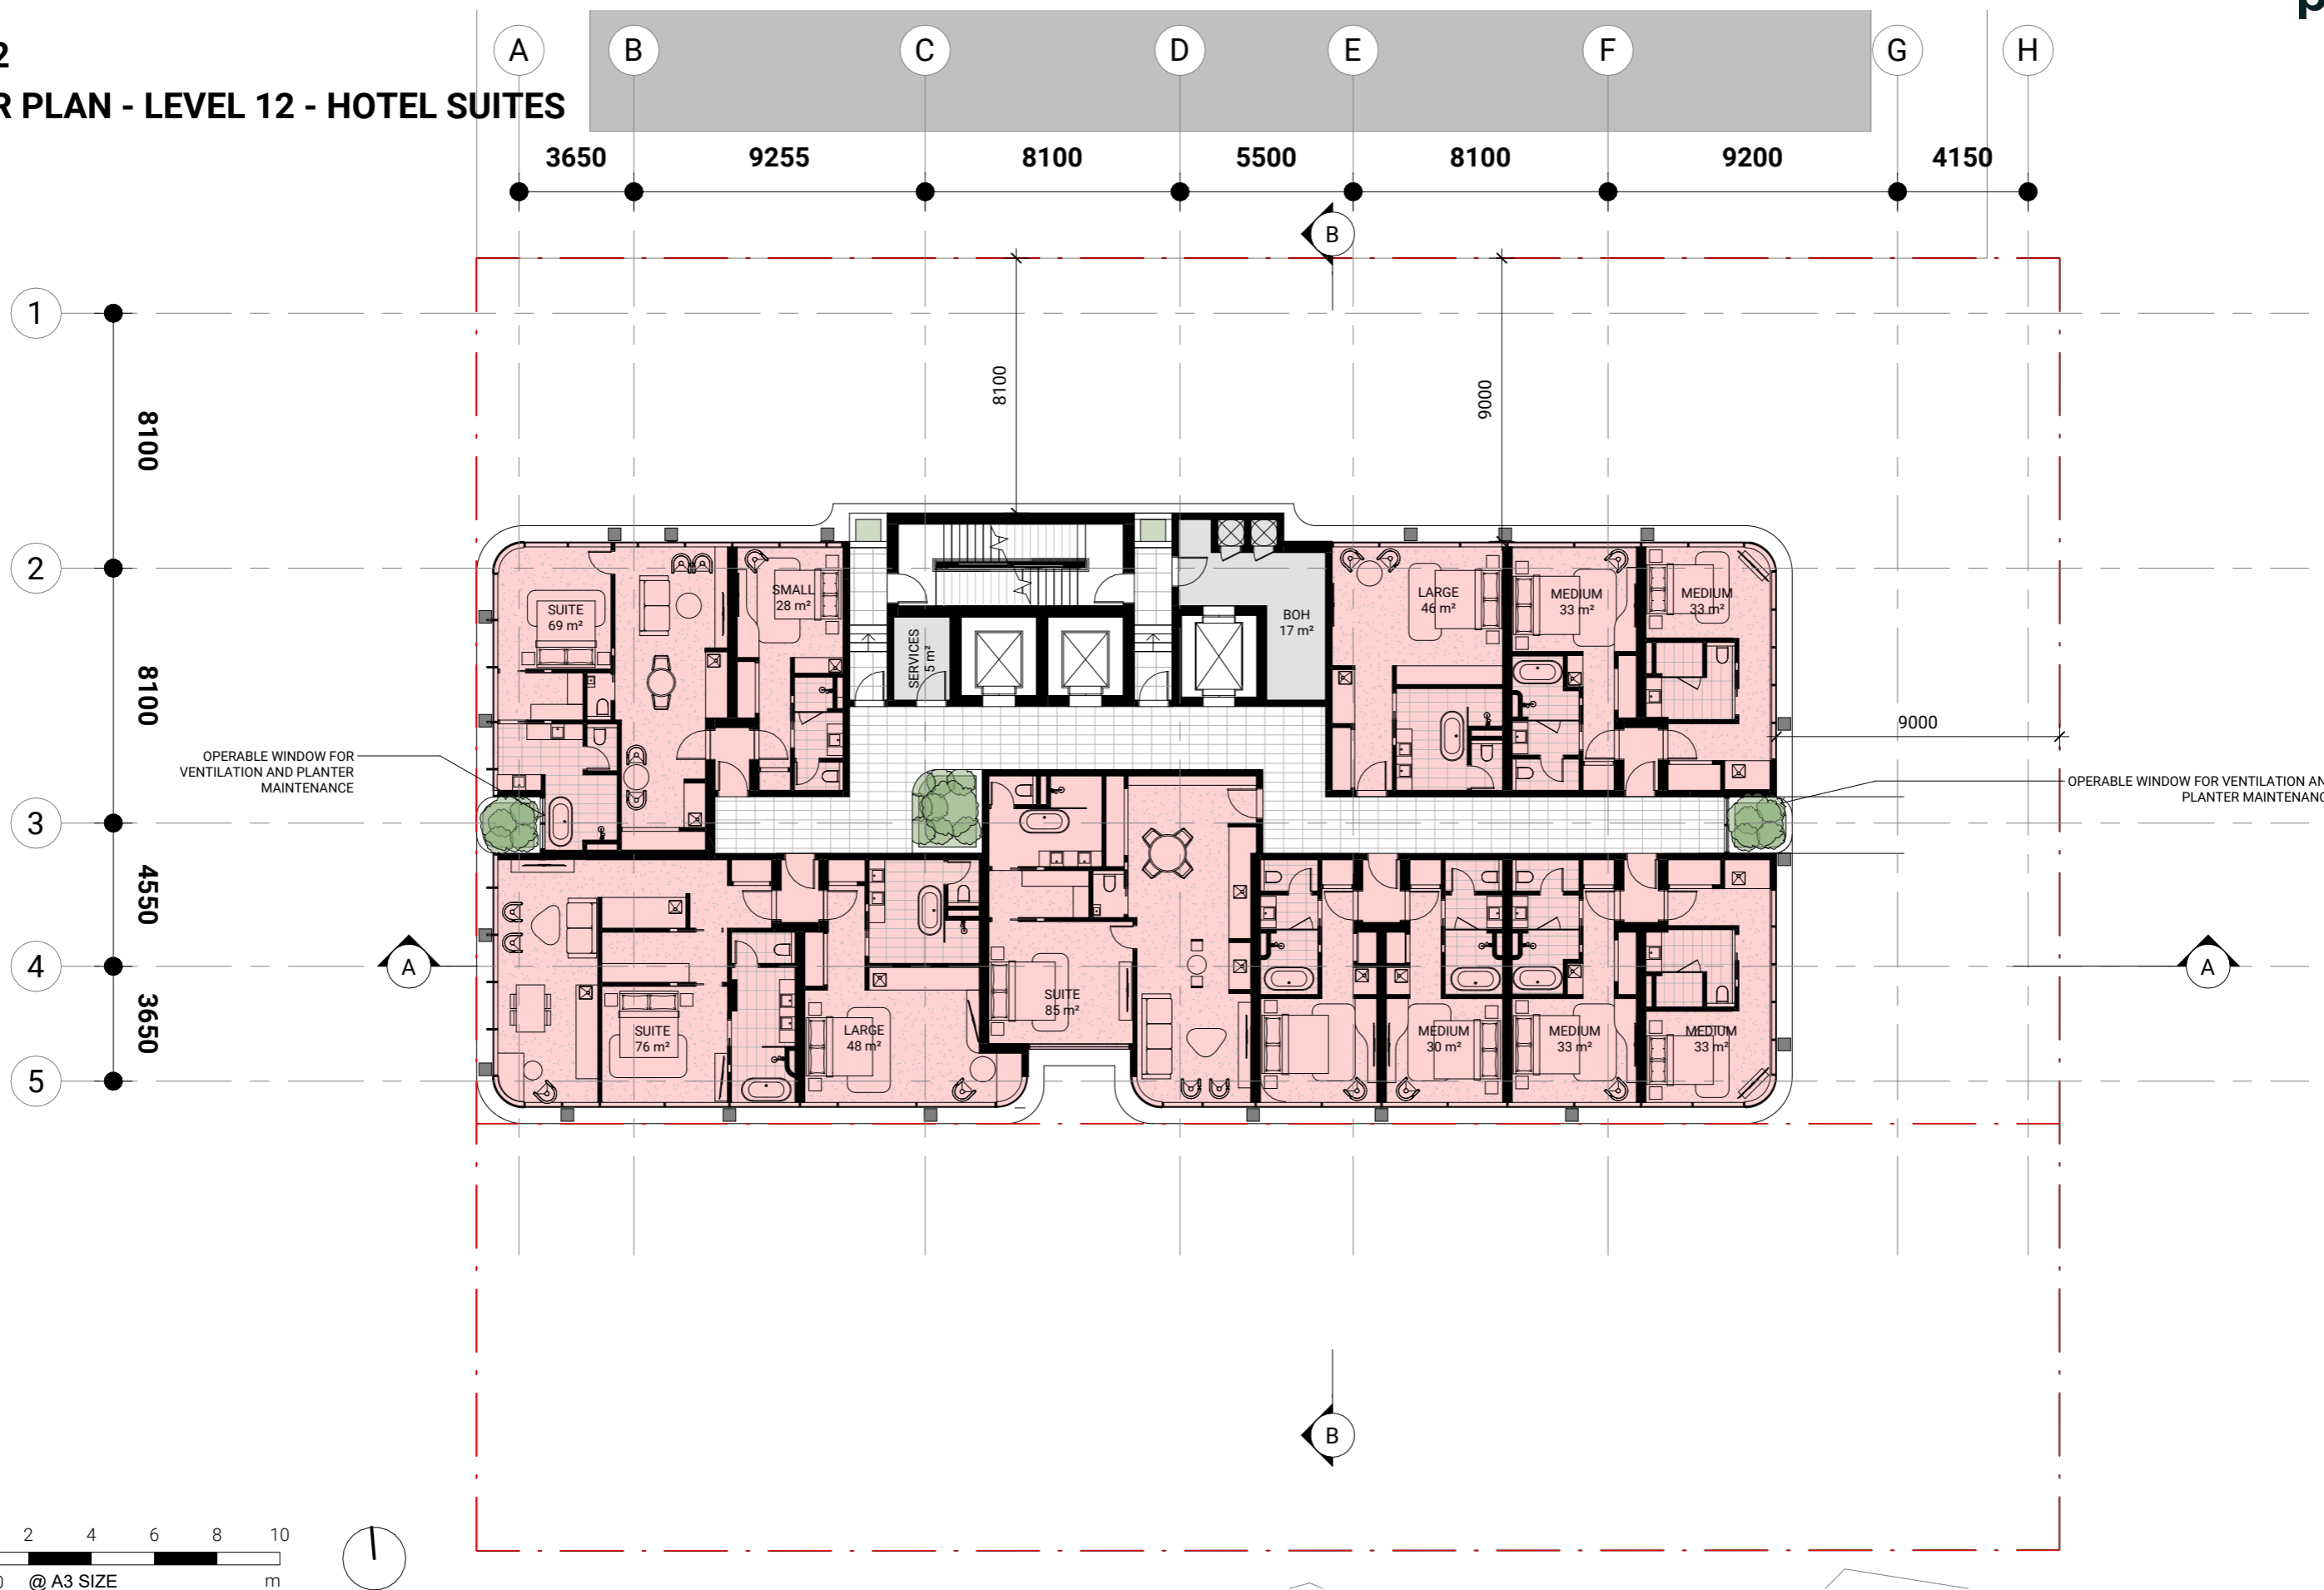 2
R PLAN - LEVEL 12 - HOTEL SUITES
A B C D E F G H
3650 9255 8100 5500 8100 9200 4150
B
1
8100
8100
9000
2
SUITE
69 m²
SMALL
28 m²
SERVICES
5 m²
BOH
17 m²
LARGE
46 m²
MEDIUM
33 m²
MEDIUM
33 m²
8100
9000
OPERABLE WINDOW FOR
VENTILATION AND PLANTER
MAINTENANCE
OPERABLE WINDOW FOR VENTILATION AN
PLANTER MAINTENANC
3
4550
4
A
A
3650
SUITE
76 m²
LARGE
48 m²
SUITE
85 m²
MEDIUM
30 m²
MEDIUM
33 m²
MEDIUM
33 m²
5
B
2 4 6 8 10
0 @ A3 SIZE m